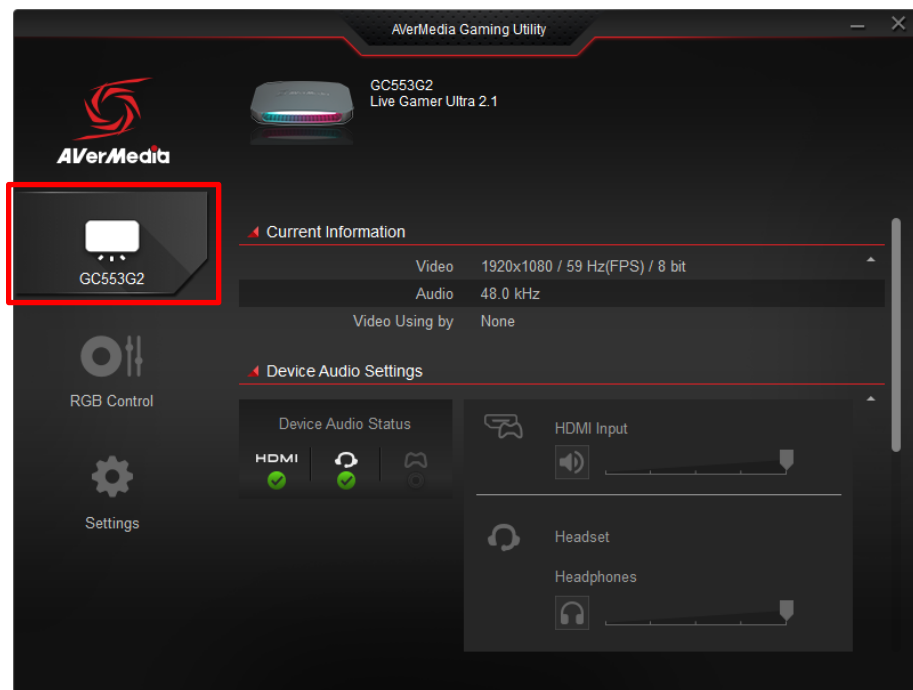 AVerMedia Gaming Utility
GC553G2
Live Gamer Ultra 2.1
AVerMedia
GC553G2
RGB Control
Settings
Current Information
Video 1920x1080 / 59 Hz(FPS) / 8 bit
Audio 48.0 kHz
Video Using by None
Device Audio Settings
Device Audio Status
HDMI
HDMI Input
Headset
Headphones